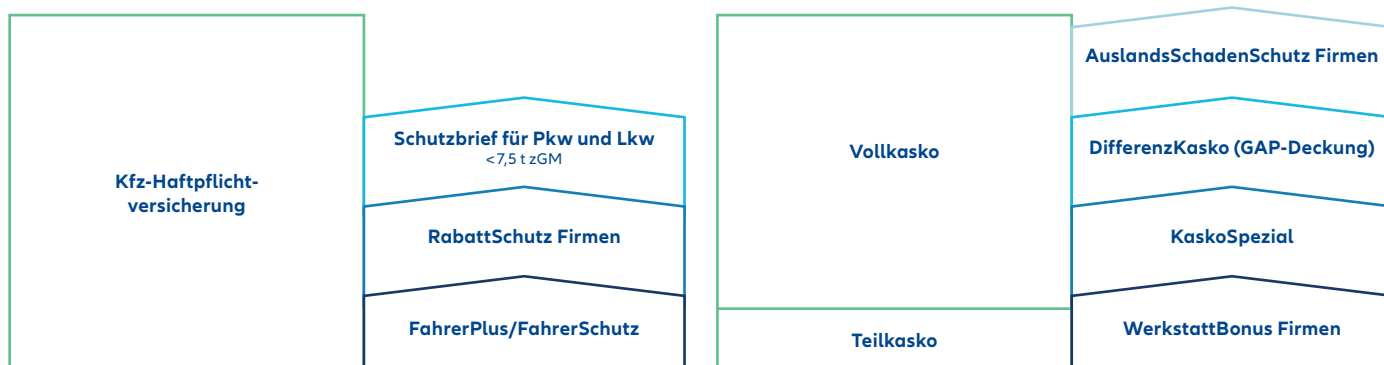 Kfz-Haftpflicht-
versicherung
Schutzbrief für Pkw und Lkw
<7,5 t zGM
RabattSchutz Firmen
FahrerPlus/FahrerSchutz
Vollkasko
Teilkasko
AuslandsSchadenSchutz Firmen
DifferenzKasko (GAP-Deckung)
KaskoSpezial
WerkstattBonus Firmen